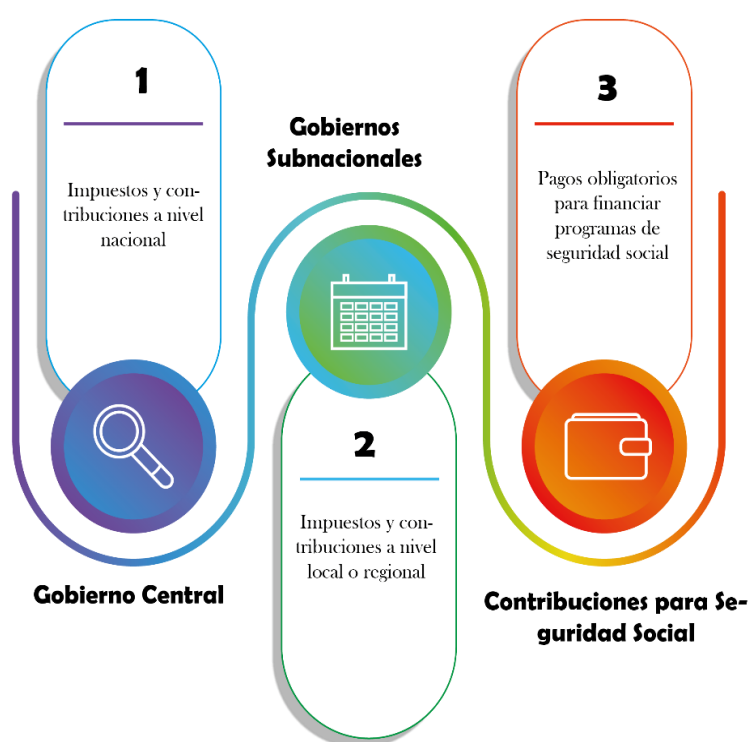 1
Impuestos y con-
tribuciones a nivel
nacional
Gobierno Central
Gobiernos
Subnacionales
2
Impuestos y con-
tribuciones a nivel
local o regional
3
Pagos obligatorios
para financiar
programas de
seguridad social
Contribuciones para Se-
guridad Social